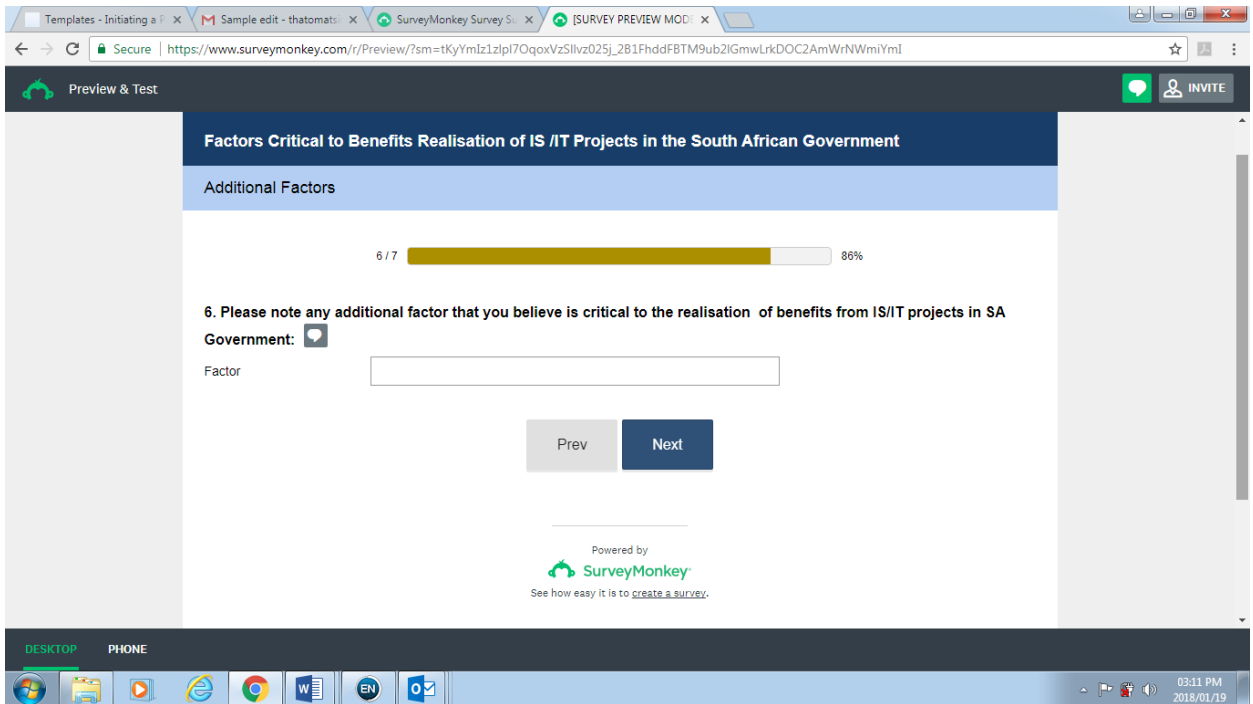 Templates - Initiating a P
Sample edit - thatomatsi
SurveyMonkey Survey Su
[SURVEY PREVIEW MODE
Secure | https://www.surveymonkey.com/r/Preview/?sm=
Preview & Test
INVITE
Factors Critical to Benefits Realisation of IS /IT Projects in the South African Government
Additional Factors
6 / 7
86%
6. Please note any additional factor that you believe is critical to the realisation of benefits from IS/IT projects in SA
Government:
Factor
Prev
Next
Powered by
SurveyMonkey
See how easy it is to create a survey.
DESKTOP
PHONE
EN
03:11 PM
2018/01/19